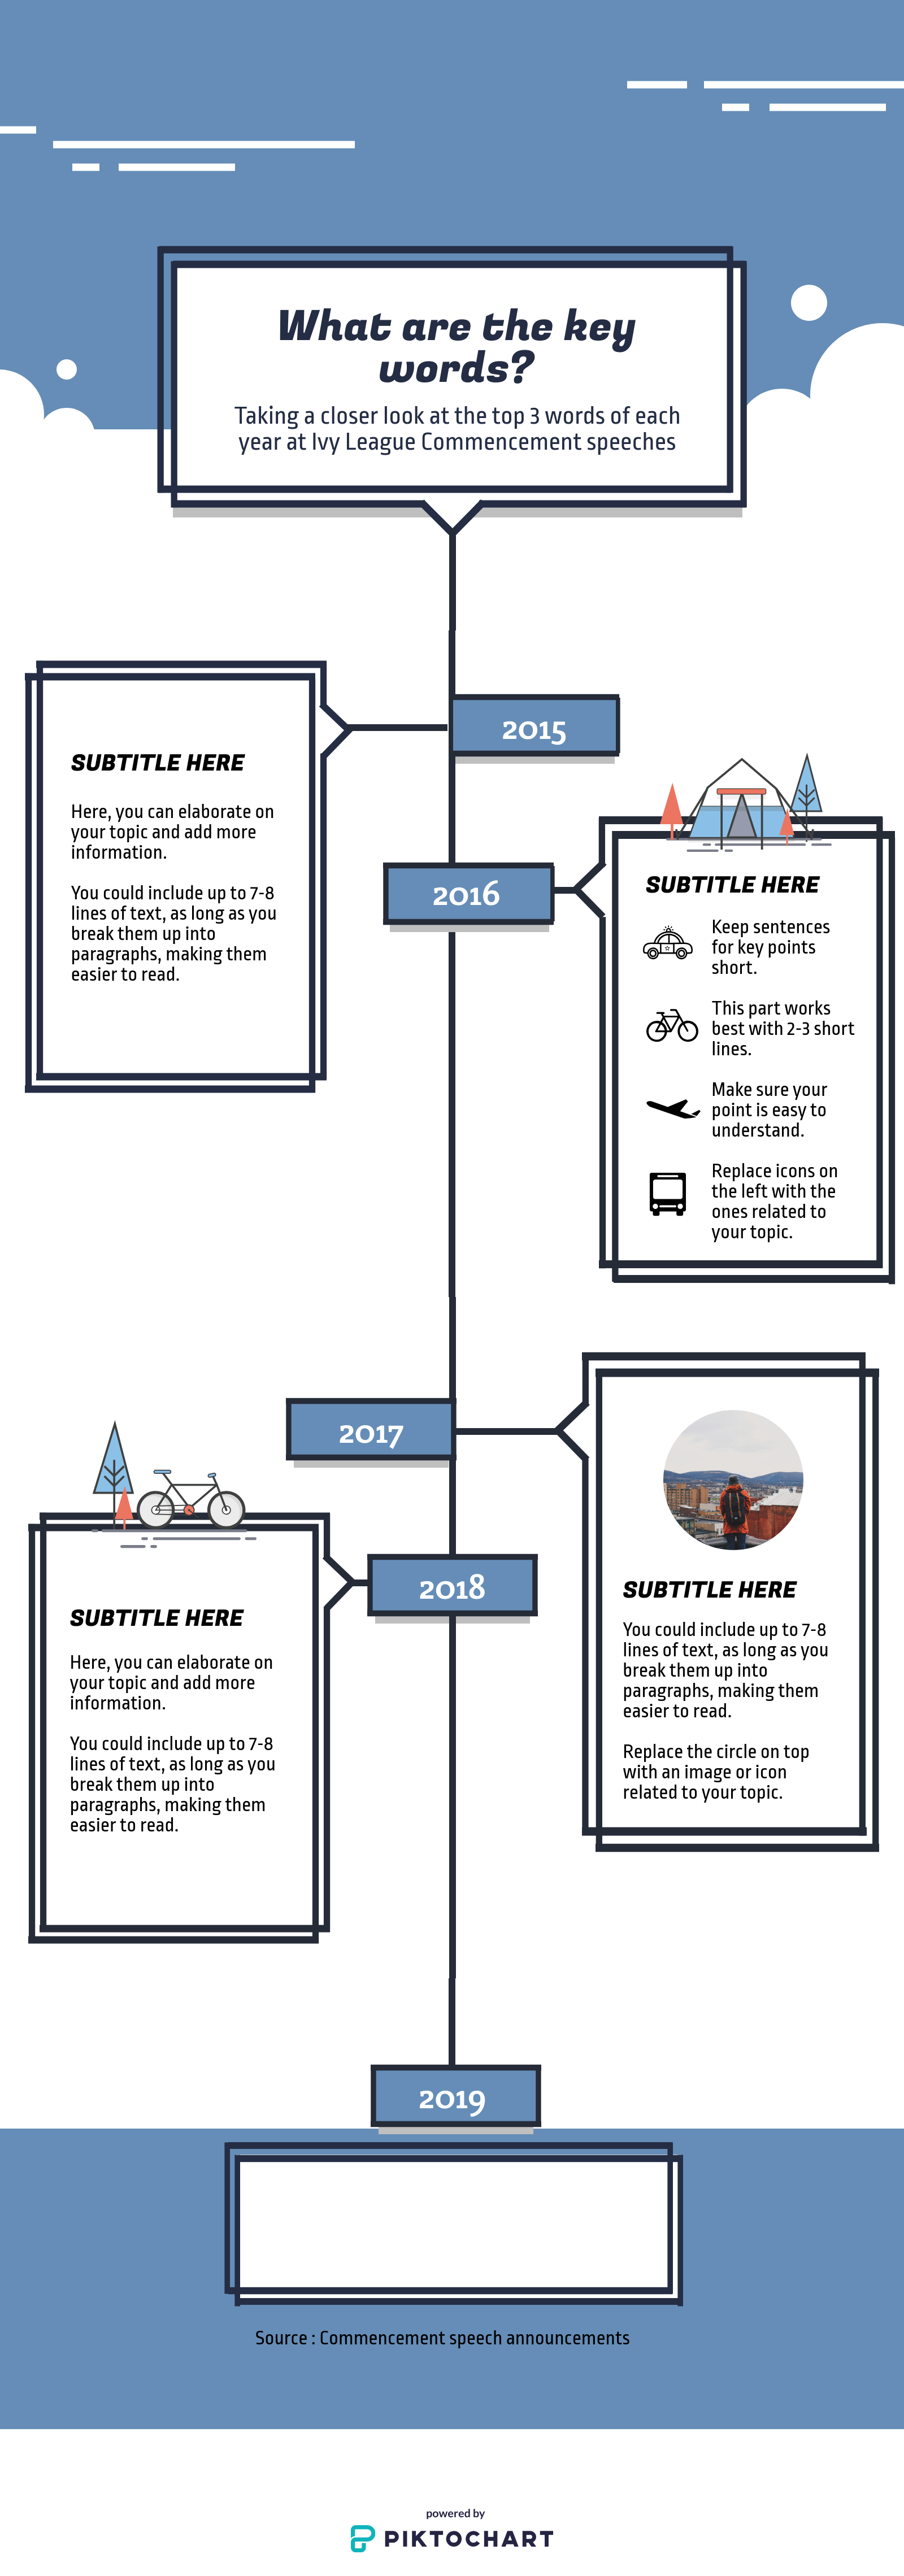 What are the key
words?
Taking a closer look at the top 3 words of each
year at Ivy League Commencement speeches
2015
SUBTITLE HERE
Here, you can elaborate on
your topic and add more
information.
You could include up to 7-8
lines of text, as long as you
break them up into
paragraphs, making them
easier to read.
2016
SUBTITLE HERE
Keep sentences
for key points
short.
This part works
best with 2-3 short
lines.
Make sure your
point is easy to
understand.
Replace icons on
the left with the
ones related to
your topic.
2017
SUBTITLE HERE
You could include up to 7-8
lines of text, as long as you
break them up into
paragraphs, making them
easier to read.
Replace the circle on top
with an image or icon
related to your topic.
2018
SUBTITLE HERE
Here, you can elaborate on
your topic and add more
information.
You could include up to 7-8
lines of text, as long as you
break them up into
paragraphs, making them
easier to read.
2019
Source : Commencement speech announcements
powered by
PIKTOCHART